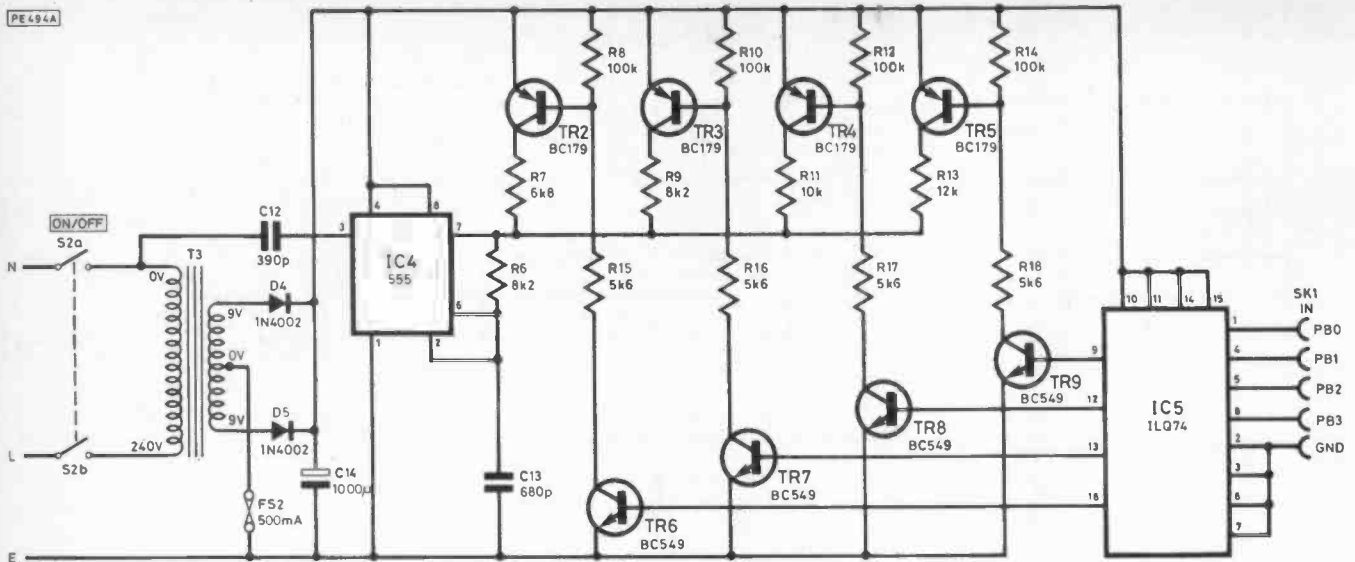 PE494A
R8
100k
R10
100k
R12
100k
R14
100k
TR2
BC179
TR3
BC179
TR4
BC179
TR5
BC179
R7
6k8
R9
8k2
R11
10k
R13
12k
ON/OFF
S2a
N
C12
390p
T3
0V
240V
9V
0V
9V
D4
1N4002
D5
1N4002
L
S2b
FS2
500mA
C14
1000µ
E
4
8
3
7
IC4
555
6
1
2
R6
8k2
C13
680p
R15
5k6
R16
5k6
R17
5k6
R18
5k6
TR9
BC549
TR8
BC549
TR7
BC549
TR6
BC549
10
11
14
15
9
12
13
16
IC5
ILQ74
1
4
5
8
2
3
6
7
SK1
IN
PB0
PB1
PB2
PB3
GND